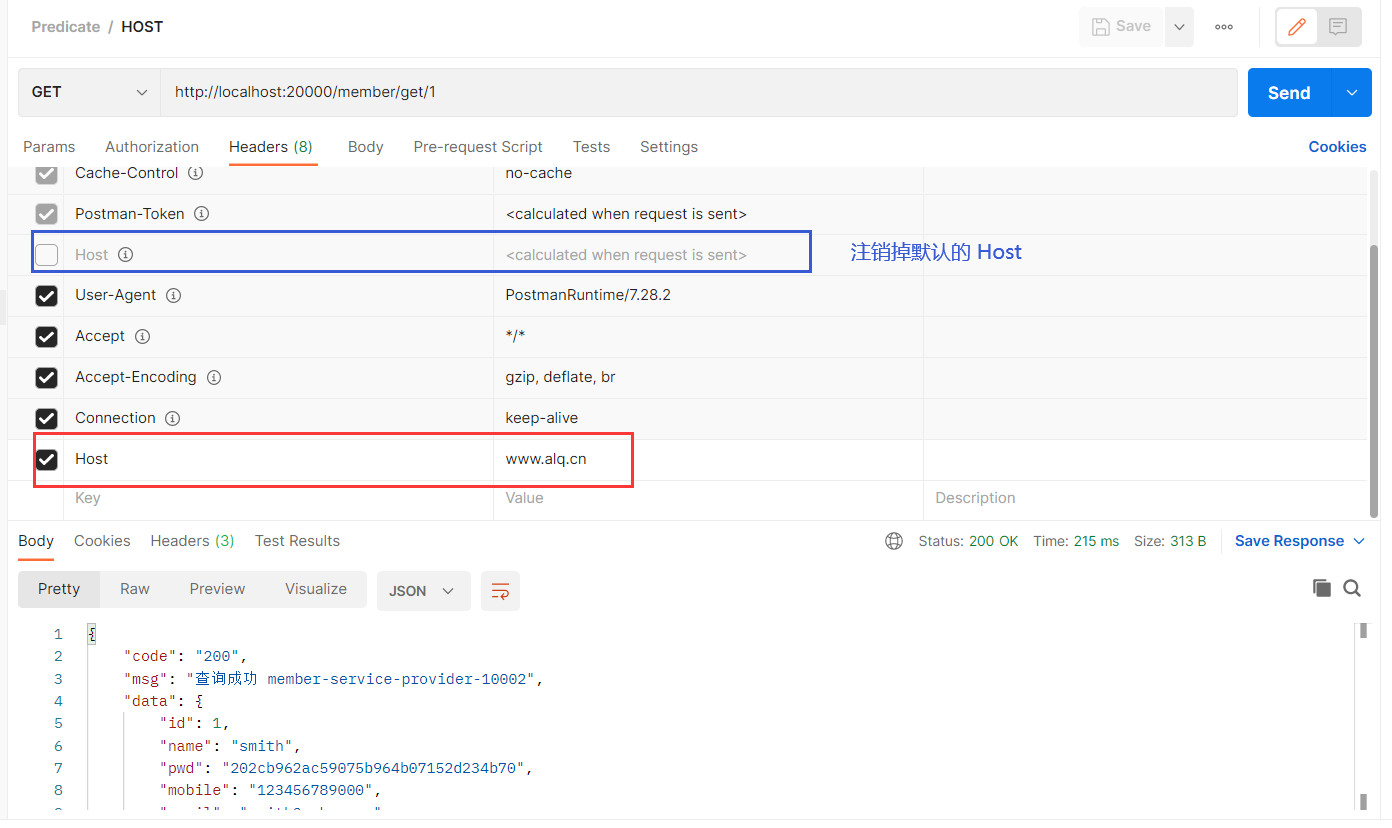 Predicate / HOST
Save
GET http://localhost:20000/member/get/1 Send
Params Authorization Headers (8) Body Pre-request Script Tests Settings Cookies
Cache-Control no-cache
Postman-Token <calculated when request is sent>
Host <calculated when request is sent> 注销掉默认的 Host
User-Agent PostmanRuntime/7.28.2
Accept */*
Accept-Encoding gzip, deflate, br
Connection keep-alive
Host www.alq.cn
Key Value Description
Body Cookies Headers (3) Test Results Status: 200 OK Time: 215 ms Size: 313 B Save Response
Pretty Raw Preview Visualize JSON
1 {
2 "code": "200",
3 "msg": "查询成功 member-service-provider-10002",
4 "data": {
5 "id": 1,
6 "name": "smith",
7 "pwd": "202cb962ac59075b964b07152d234b70",
8 "mobile": "123456789000",